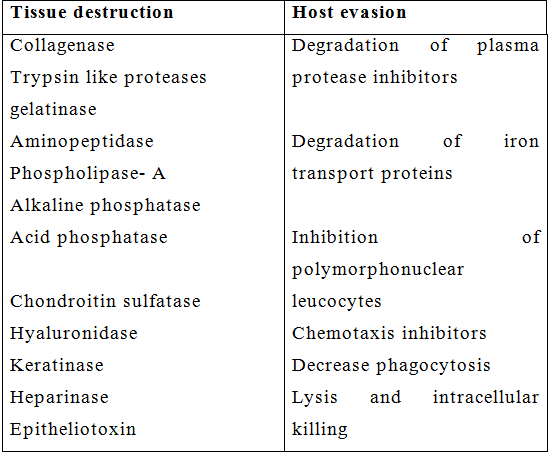 Tissue destruction
Host evasion
Collagenase
Trypsin like proteases
gelatinase
Aminopeptidase
Phospholipase- A
Alkaline phosphatase
Acid phosphatase
Chondroitin sulfatase
Hyaluronidase
Keratinase
Heparinase
Epitheliotoxin
Degradation of plasma
protease inhibitors
Degradation of iron
transport proteins
Inhibition of
polymorphonuclear
leucocytes
Chemotaxis inhibitors
Decrease phagocytosis
Lysis and intracellular
killing